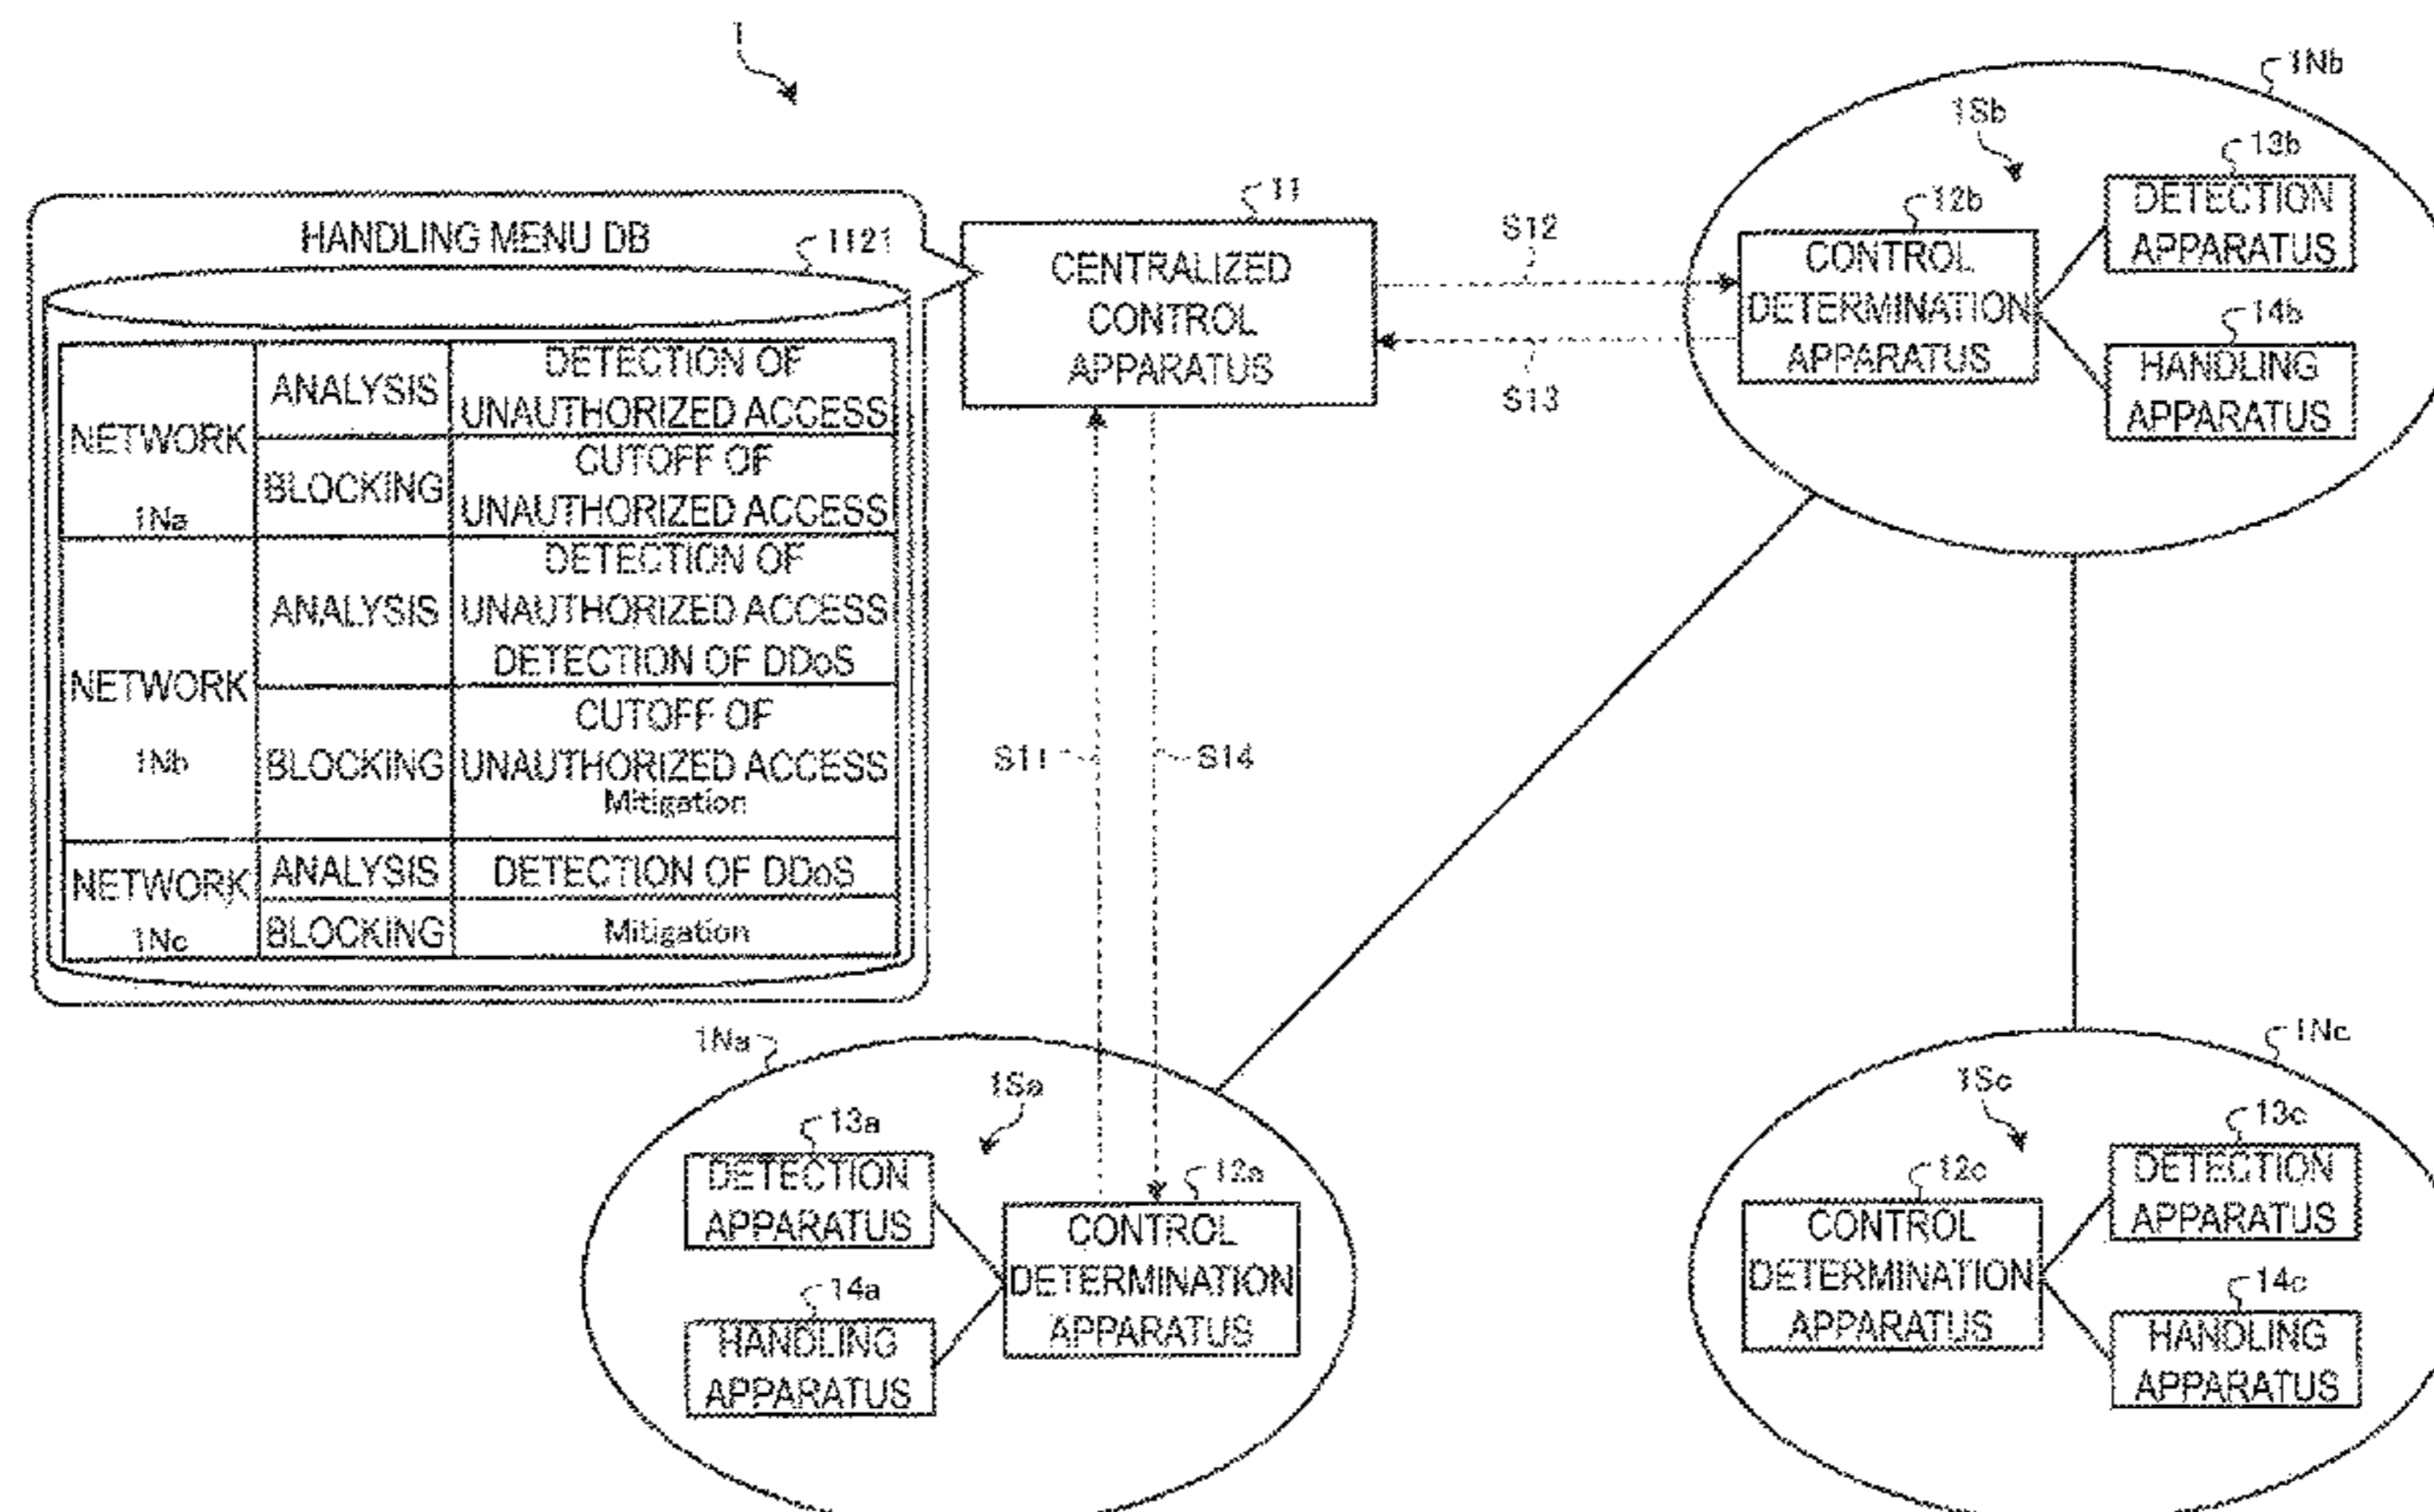 1
HANDLING MENU DB
1121
NETWORK
1Na
ANALYSIS
DETECTION OF
UNAUTHORIZED ACCESS
BLOCKING
CUTOFF OF
UNAUTHORIZED ACCESS
NETWORK
1Nb
ANALYSIS
DETECTION OF
UNAUTHORIZED ACCESS
DETECTION OF DDoS
BLOCKING
CUTOFF OF
UNAUTHORIZED ACCESS
Mitigation
NETWORK
1Nc
ANALYSIS
DETECTION OF DDoS
BLOCKING
Mitigation
11
CENTRALIZED
CONTROL
APPARATUS
S12
S13
S11
S14
1Nb
1Sb
12b
CONTROL
DETERMINATION
APPARATUS
13b
DETECTION
APPARATUS
14b
HANDLING
APPARATUS
1Na
1Sa
13a
DETECTION
APPARATUS
14a
HANDLING
APPARATUS
12a
CONTROL
DETERMINATION
APPARATUS
1Nc
1Sc
12c
CONTROL
DETERMINATION
APPARATUS
13c
DETECTION
APPARATUS
14c
HANDLING
APPARATUS